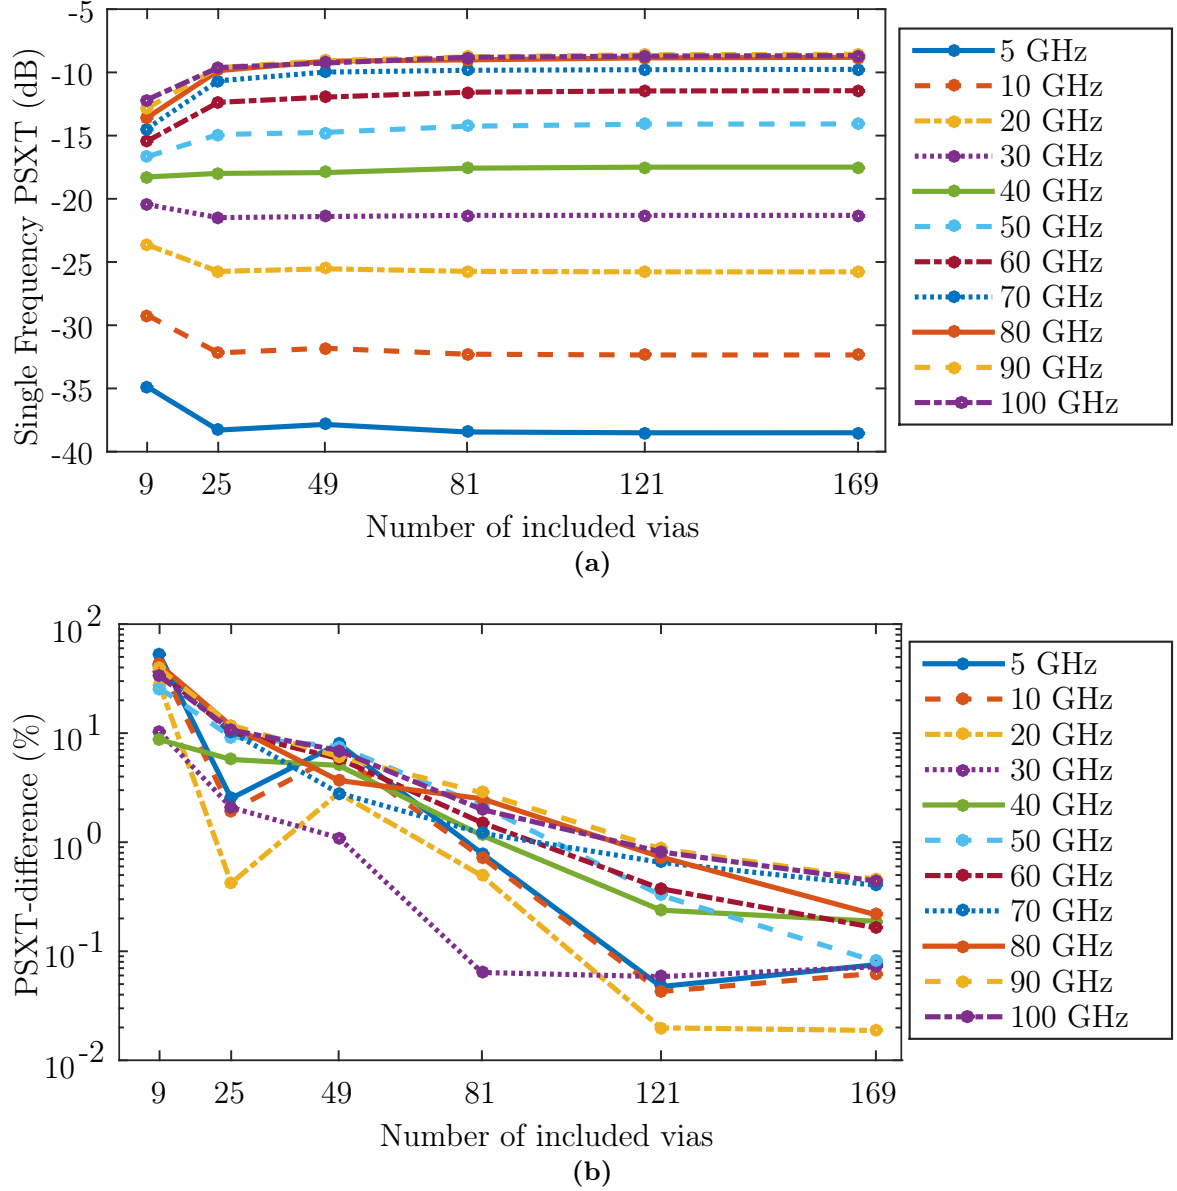 Single Frequency PSXT (dB)
-5
-10
-15
-20
-25
-30
-35
-40
9 25 49 81 121 169
Number of included vias
(a)
5 GHz
10 GHz
20 GHz
30 GHz
40 GHz
50 GHz
60 GHz
70 GHz
80 GHz
90 GHz
100 GHz
PSXT-difference (%)
10^2
10^1
10^0
10^-1
10^-2
9 25 49 81 121 169
Number of included vias
(b)
5 GHz
10 GHz
20 GHz
30 GHz
40 GHz
50 GHz
60 GHz
70 GHz
80 GHz
90 GHz
100 GHz